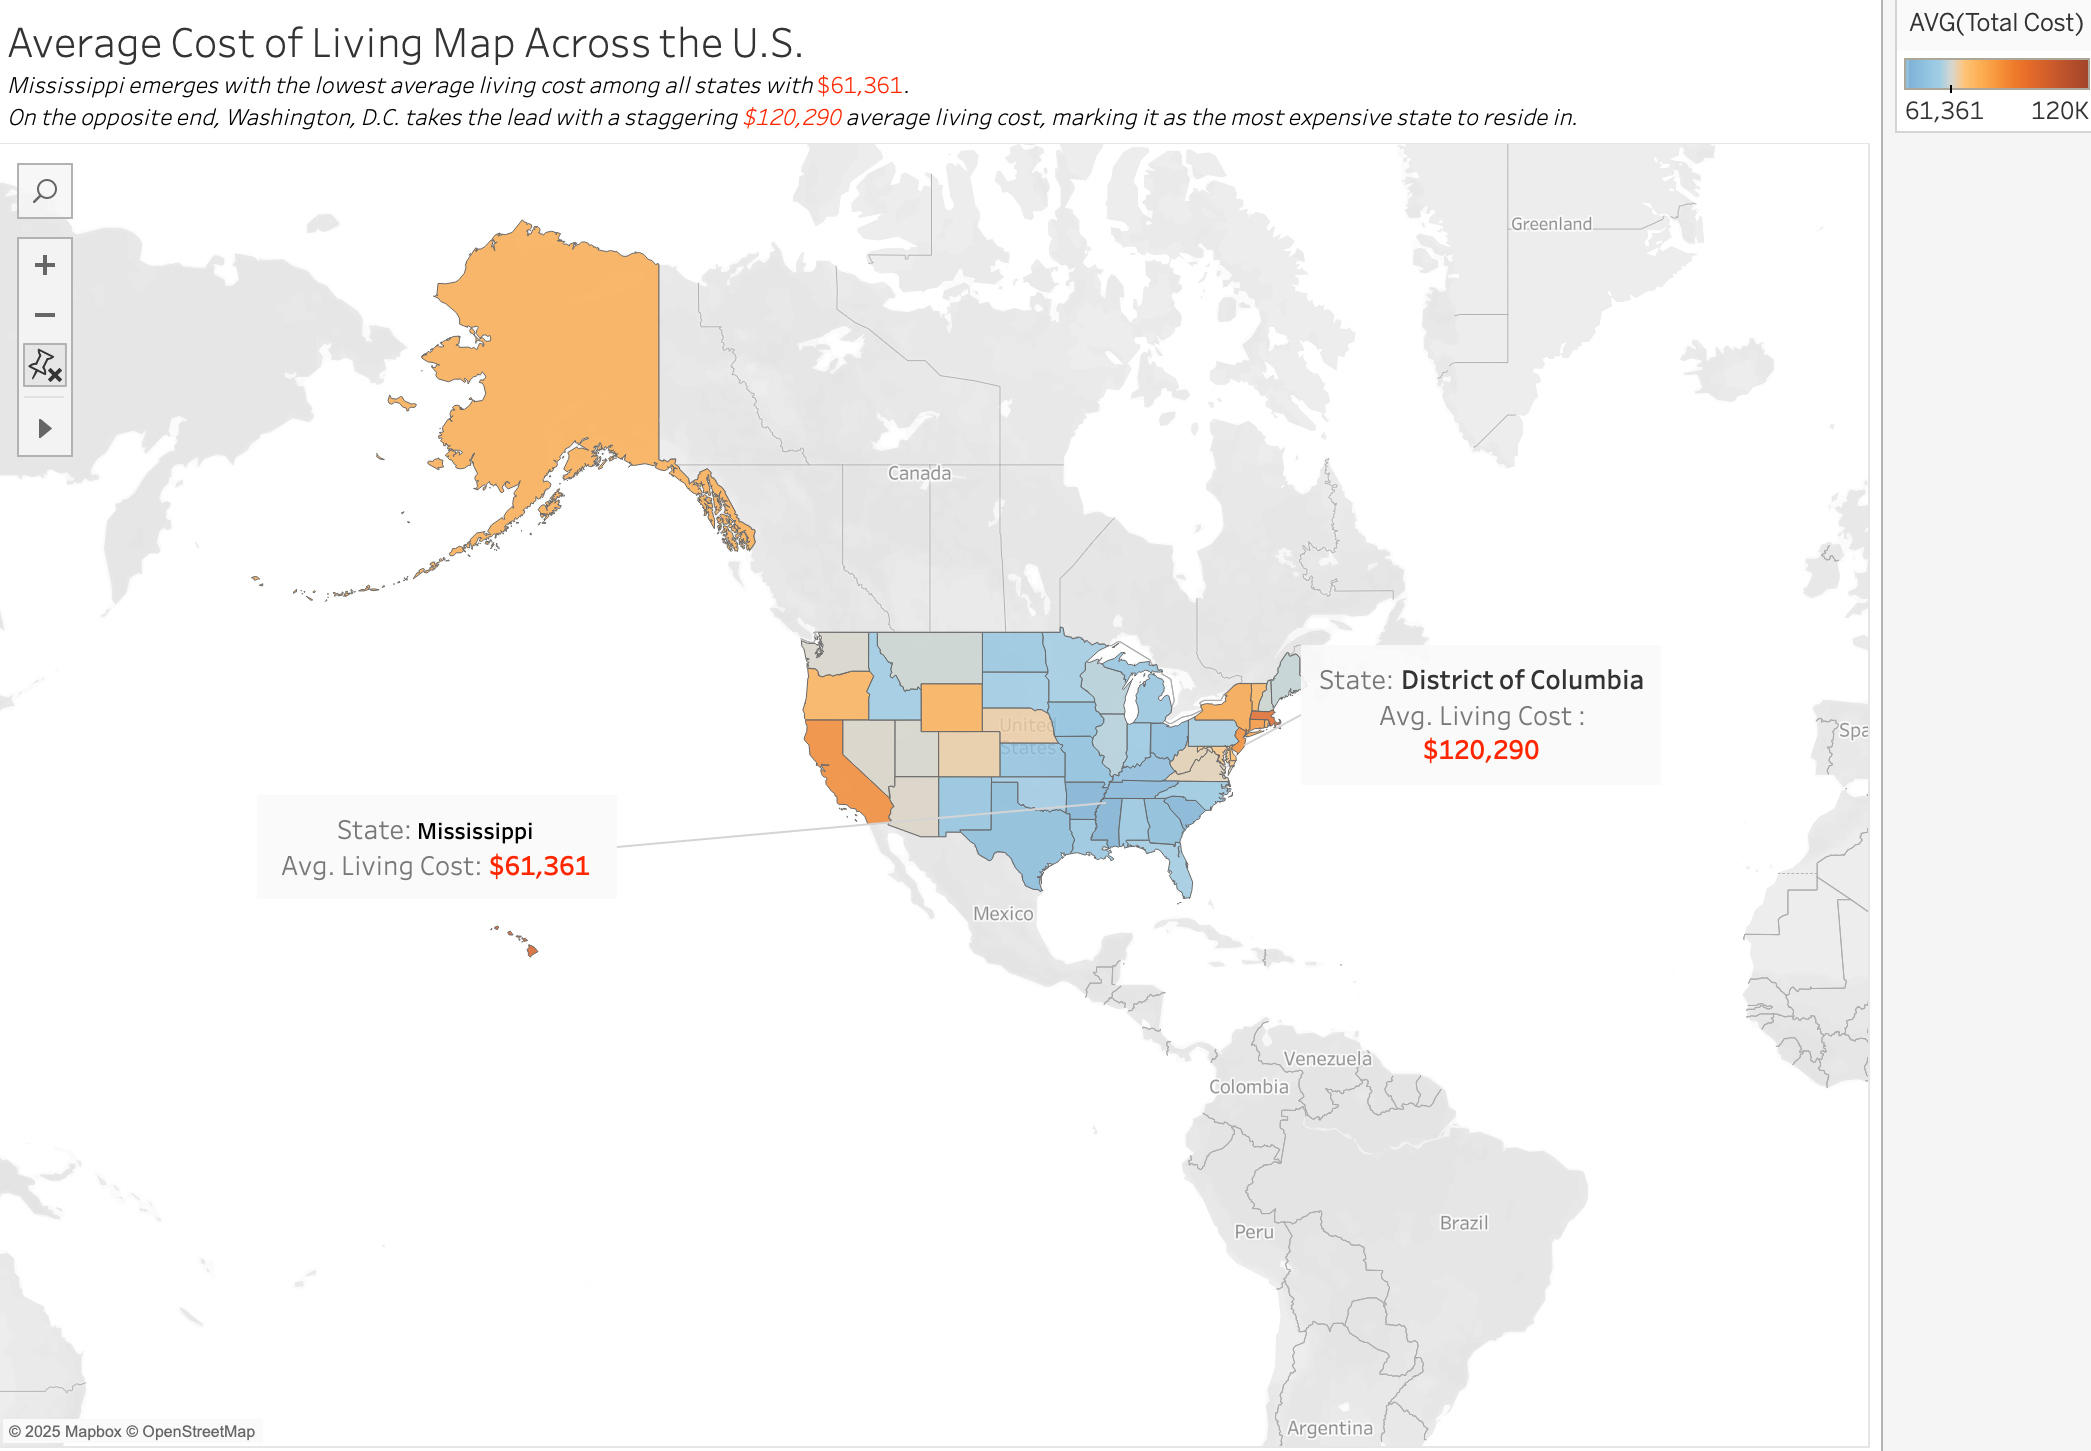 Average Cost of Living Map Across the U.S.
Mississippi emerges with the lowest average living cost among all states with $61,361.
On the opposite end, Washington, D.C. takes the lead with a staggering $120,290 average living cost, marking it as the most expensive state to reside in.
AVG(Total Cost)
61,361 120K
Greenland
Canada
State: District of Columbia
Avg. Living Cost :
$120,290
United
States
Spa
State: Mississippi
Avg. Living Cost: $61,361
Mexico
Venezuela
Colombia
Peru
Brazil
Argentina
© 2025 Mapbox © OpenStreetMap